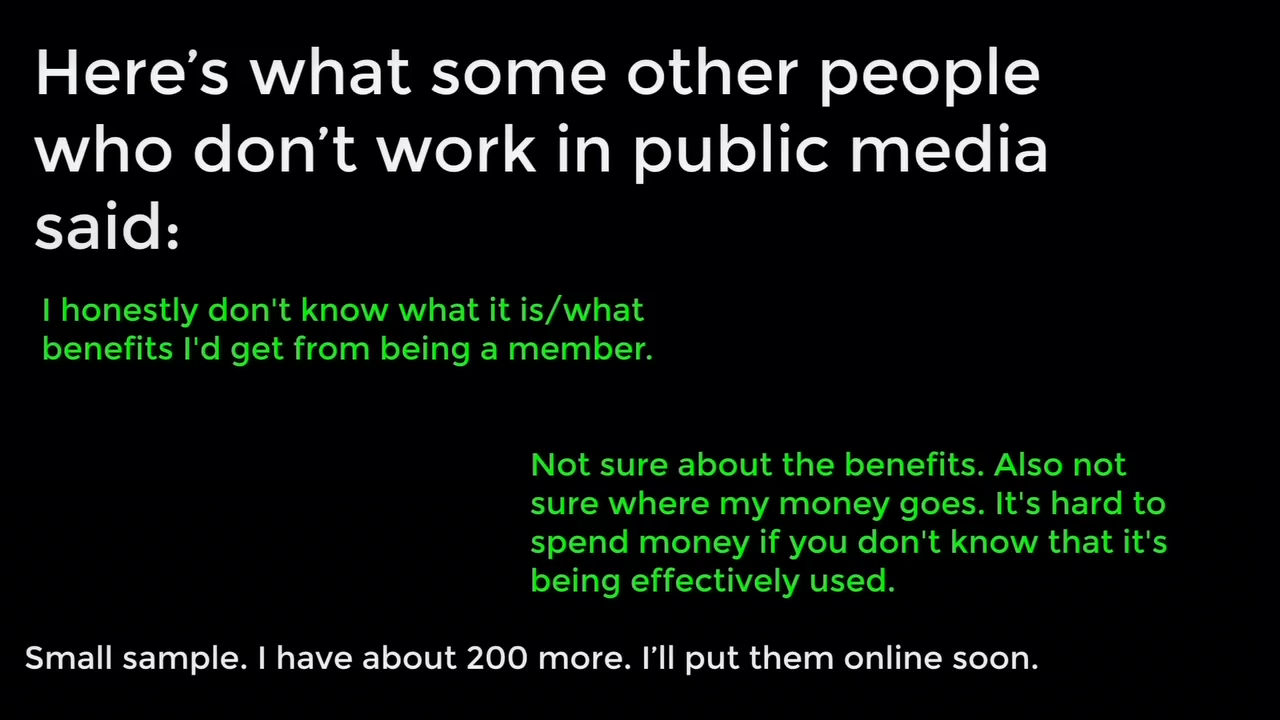 Here’s what some other people
who don’t work in public media
said:
I honestly don't know what it is/what
benefits I'd get from being a member.
Not sure about the benefits. Also not
sure where my money goes. It's hard to
spend money if you don't know that it's
being effectively used.
Small sample. I have about 200 more. I’ll put them online soon.